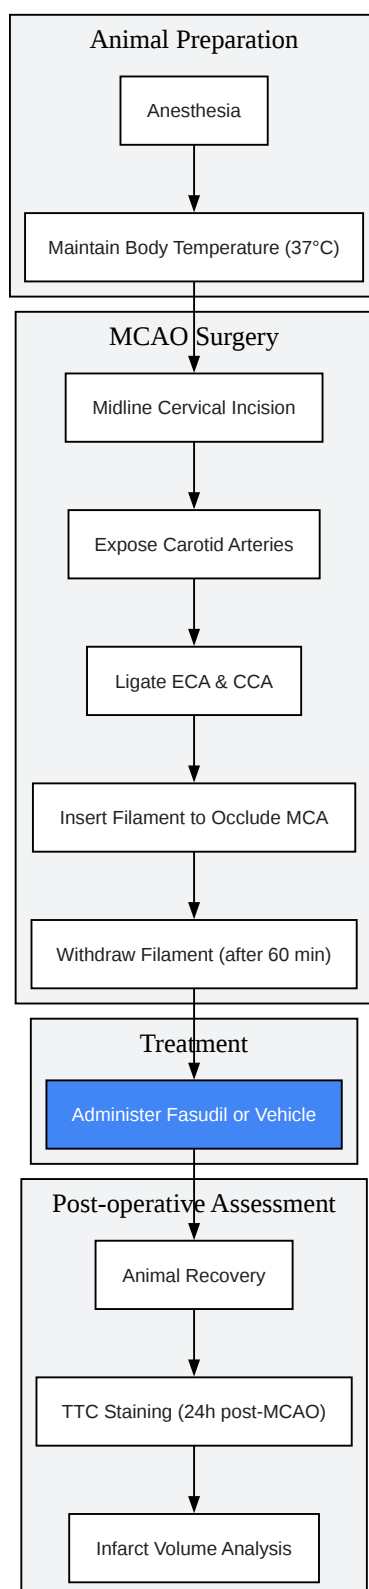 Animal Preparation
Anesthesia
Maintain Body Temperature (37°C)
MCAO Surgery
Midline Cervical Incision
Expose Carotid Arteries
Ligate ECA & CCA
Insert Filament to Occlude MCA
Withdraw Filament (after 60 min)
Treatment
Administer Fasudil or Vehicle
Post-operative Assessment
Animal Recovery
TTC Staining (24h post-MCAO)
Infarct Volume Analysis